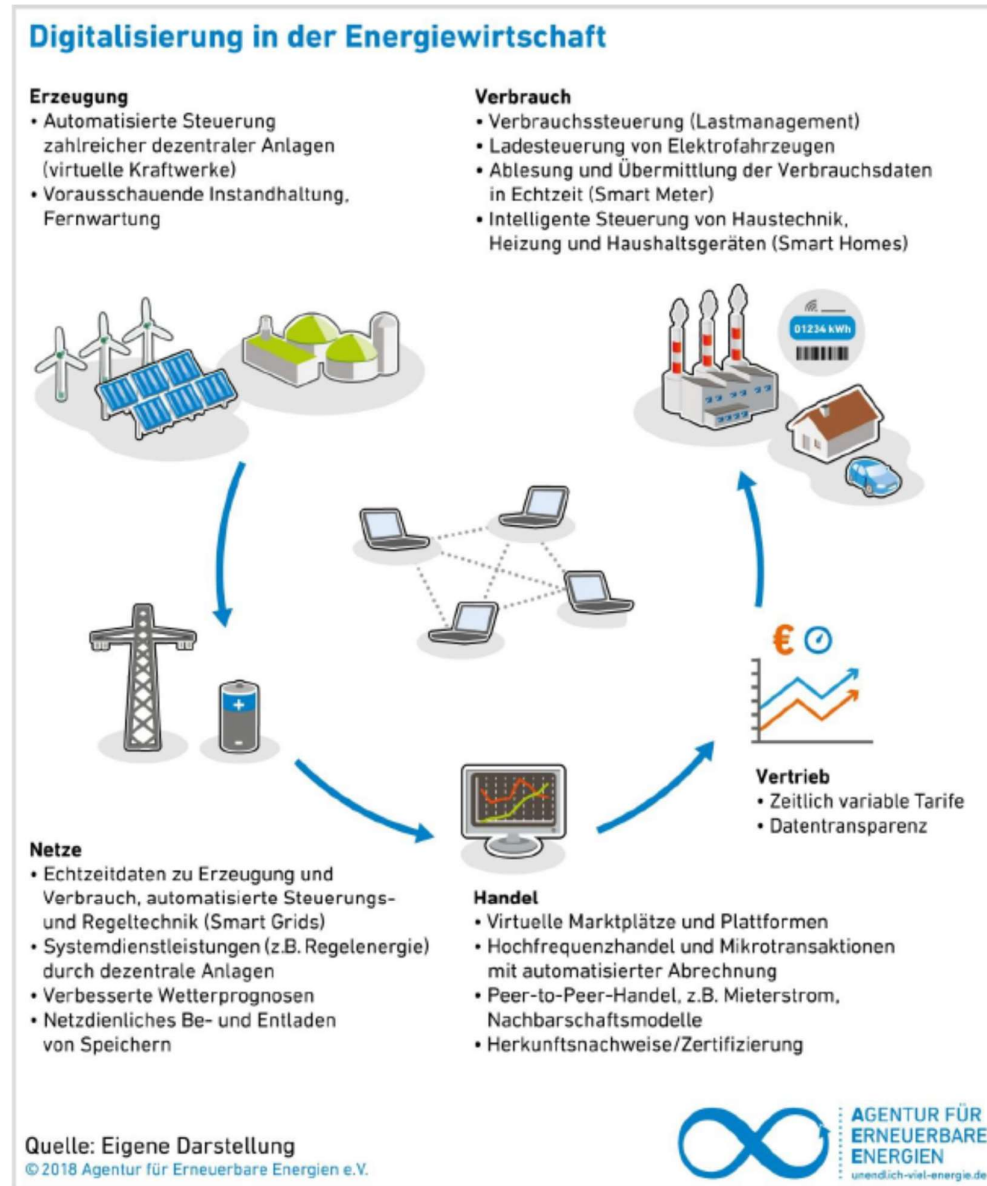 Digitalisierung in der Energiewirtschaft
Erzeugung
• Automatisierte Steuerung
zahlreicher dezentraler Anlagen
(virtuelle Kraftwerke)
• Vorausschauende Instandhaltung,
Fernwartung
Verbrauch
• Verbrauchssteuerung (Lastmanagement)
• Ladesteuerung von Elektrofahrzeugen
• Ablesung und Übermittlung der Verbrauchsdaten
in Echtzeit (Smart Meter)
• Intelligente Steuerung von Haustechnik,
Heizung und Haushaltsgeräten (Smart Homes)
01234 kWh
€
Vertrieb
• Zeitlich variable Tarife
• Datentransparenz
Netze
• Echtzeitdaten zu Erzeugung und
Verbrauch, automatisierte Steuerungs-
und Regeltechnik (Smart Grids)
• Systemdienstleistungen (z.B. Regelenergie)
durch dezentrale Anlagen
• Verbesserte Wetterprognosen
• Netzdienliches Be- und Entladen
von Speichern
Handel
• Virtuelle Marktplätze und Plattformen
• Hochfrequenzhandel und Mikrotransaktionen
mit automatisierter Abrechnung
• Peer-to-Peer-Handel, z.B. Mieterstrom,
Nachbarschaftsmodelle
• Herkunftsnachweise/Zertifizierung
Quelle: Eigene Darstellung
© 2018 Agentur für Erneuerbare Energien e.V.
AGENTUR FÜR
ERNEUERBARE
ENERGIEN
unendlich-viel-energie.de